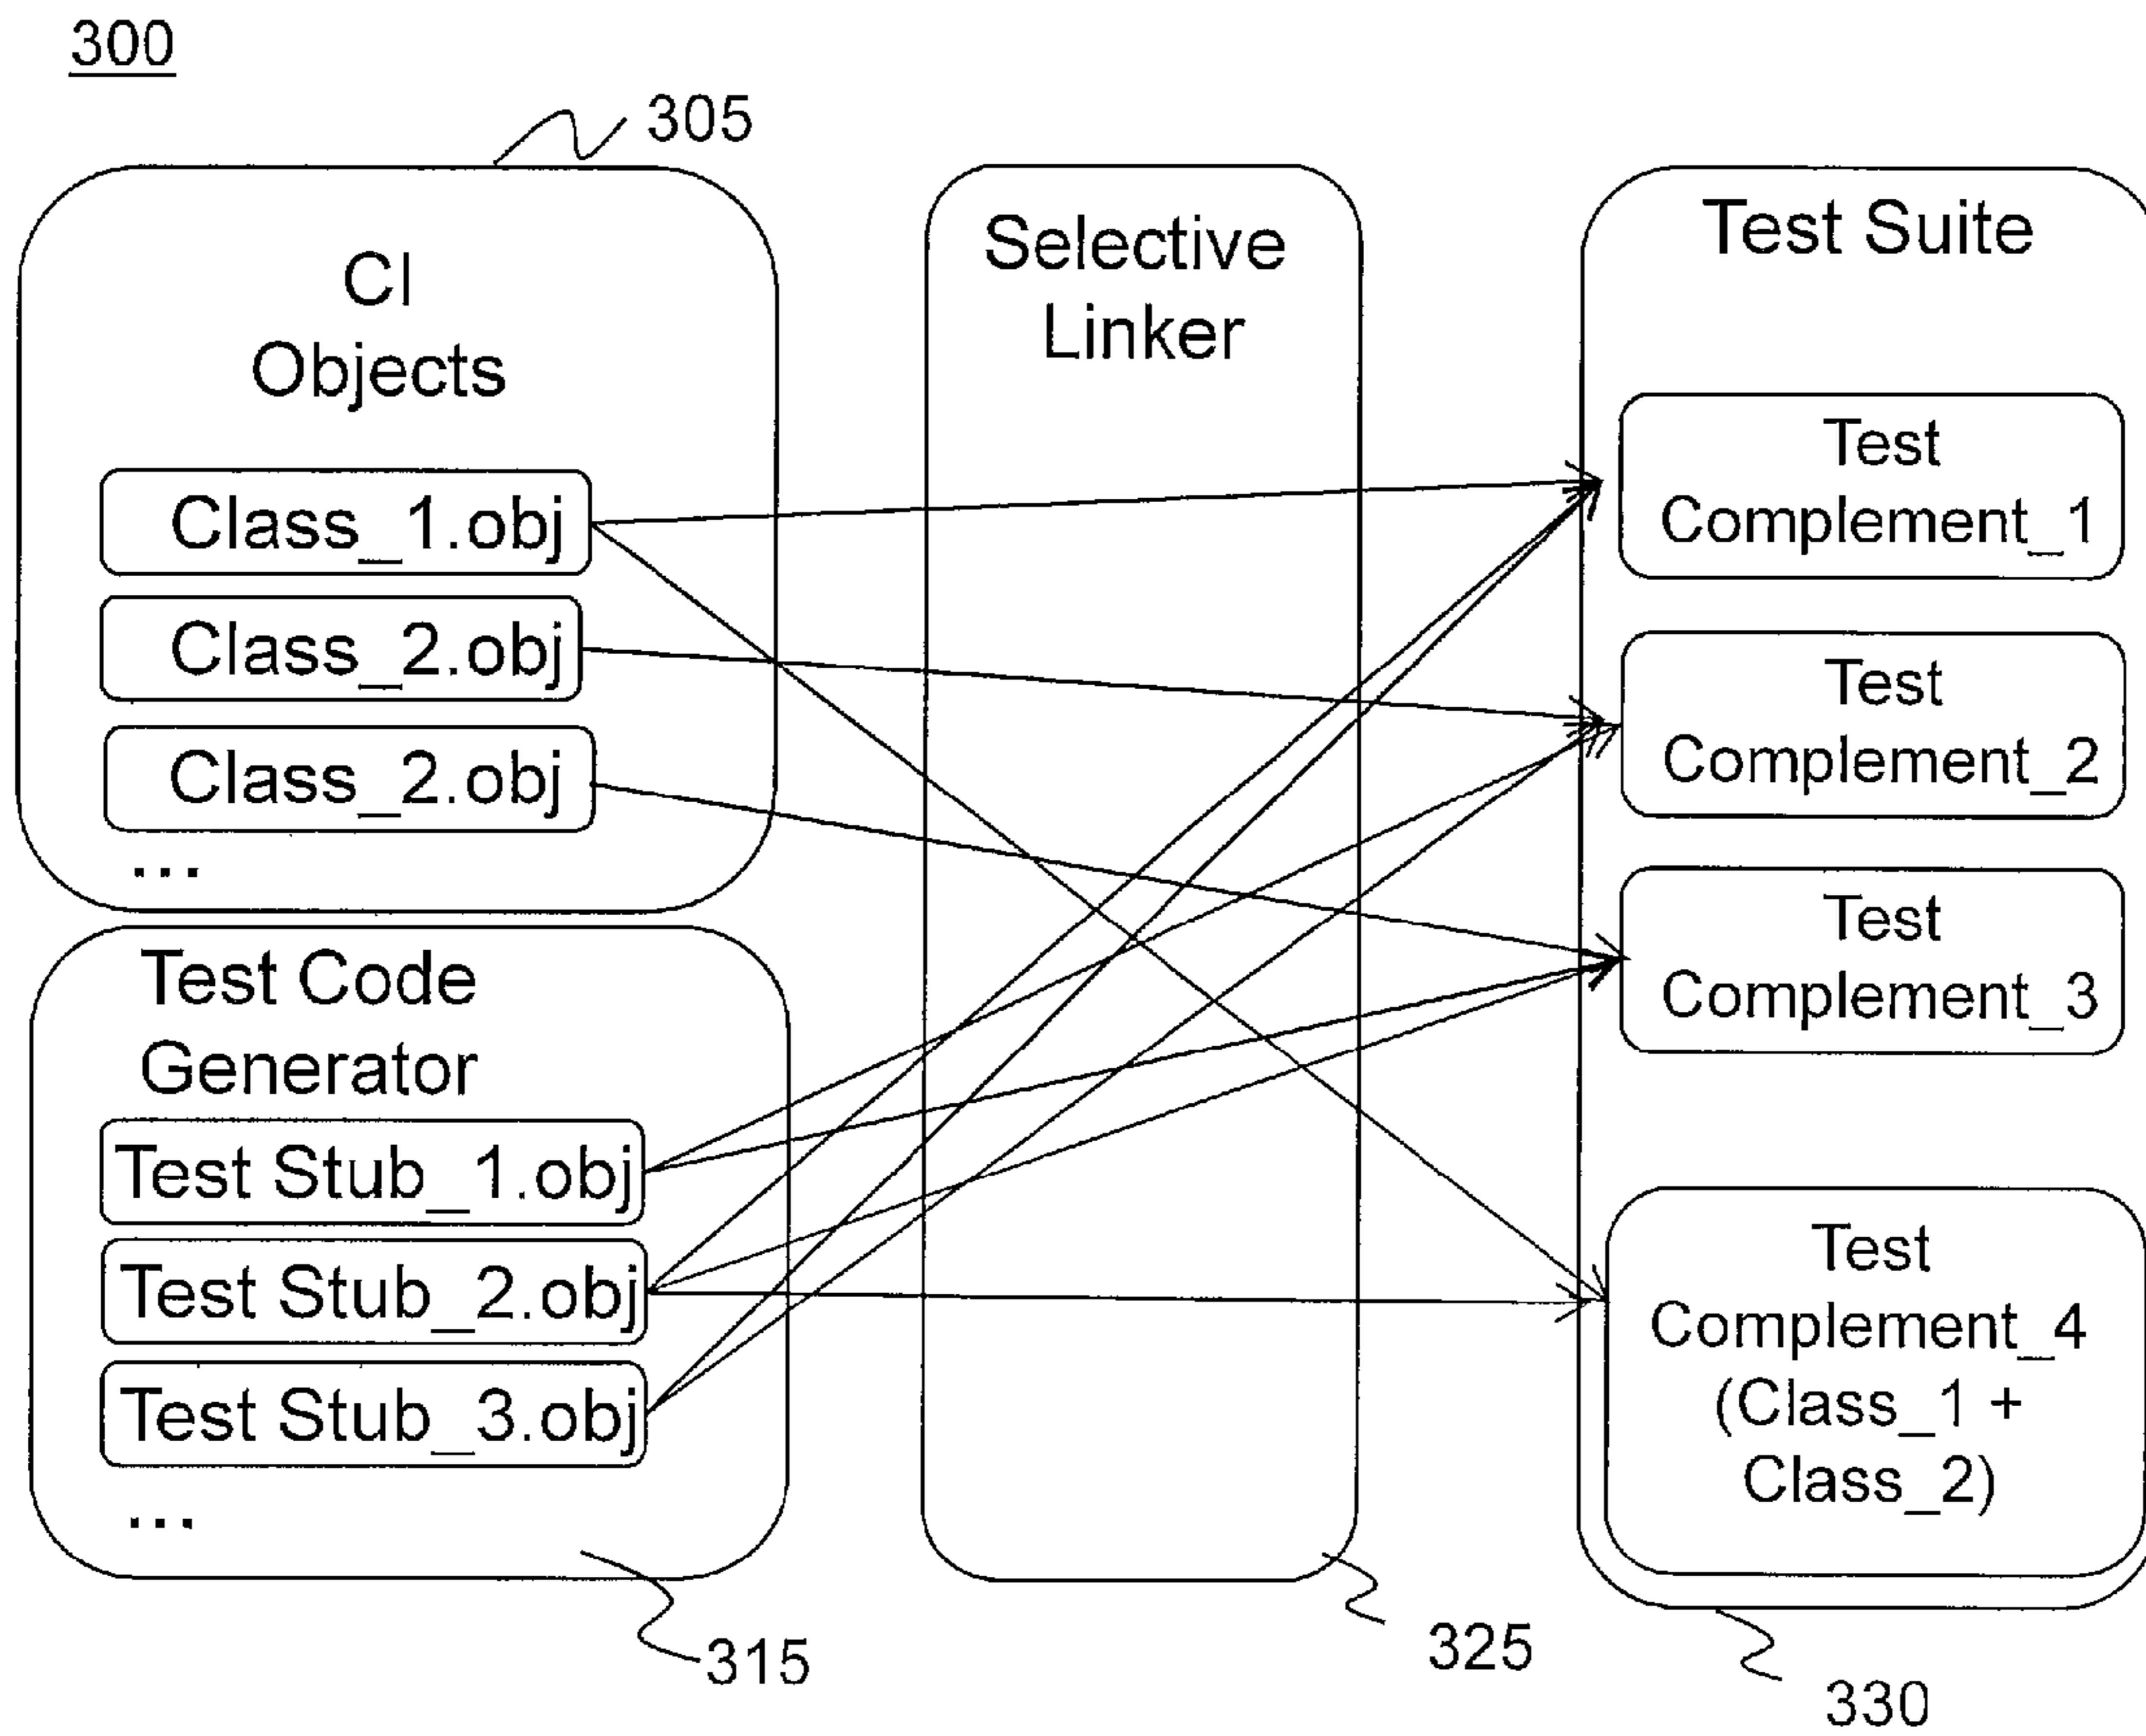 300
305
CI
Objects
Class_1.obj
Class_2.obj
Class_2.obj
...
Test Code
Generator
Test Stub_1.obj
Test Stub_2.obj
Test Stub_3.obj
...
315
Selective
Linker
325
Test Suite
Test
Complement_1
Test
Complement_2
Test
Complement_3
Test
Complement_4
(Class_1 +
Class_2)
330